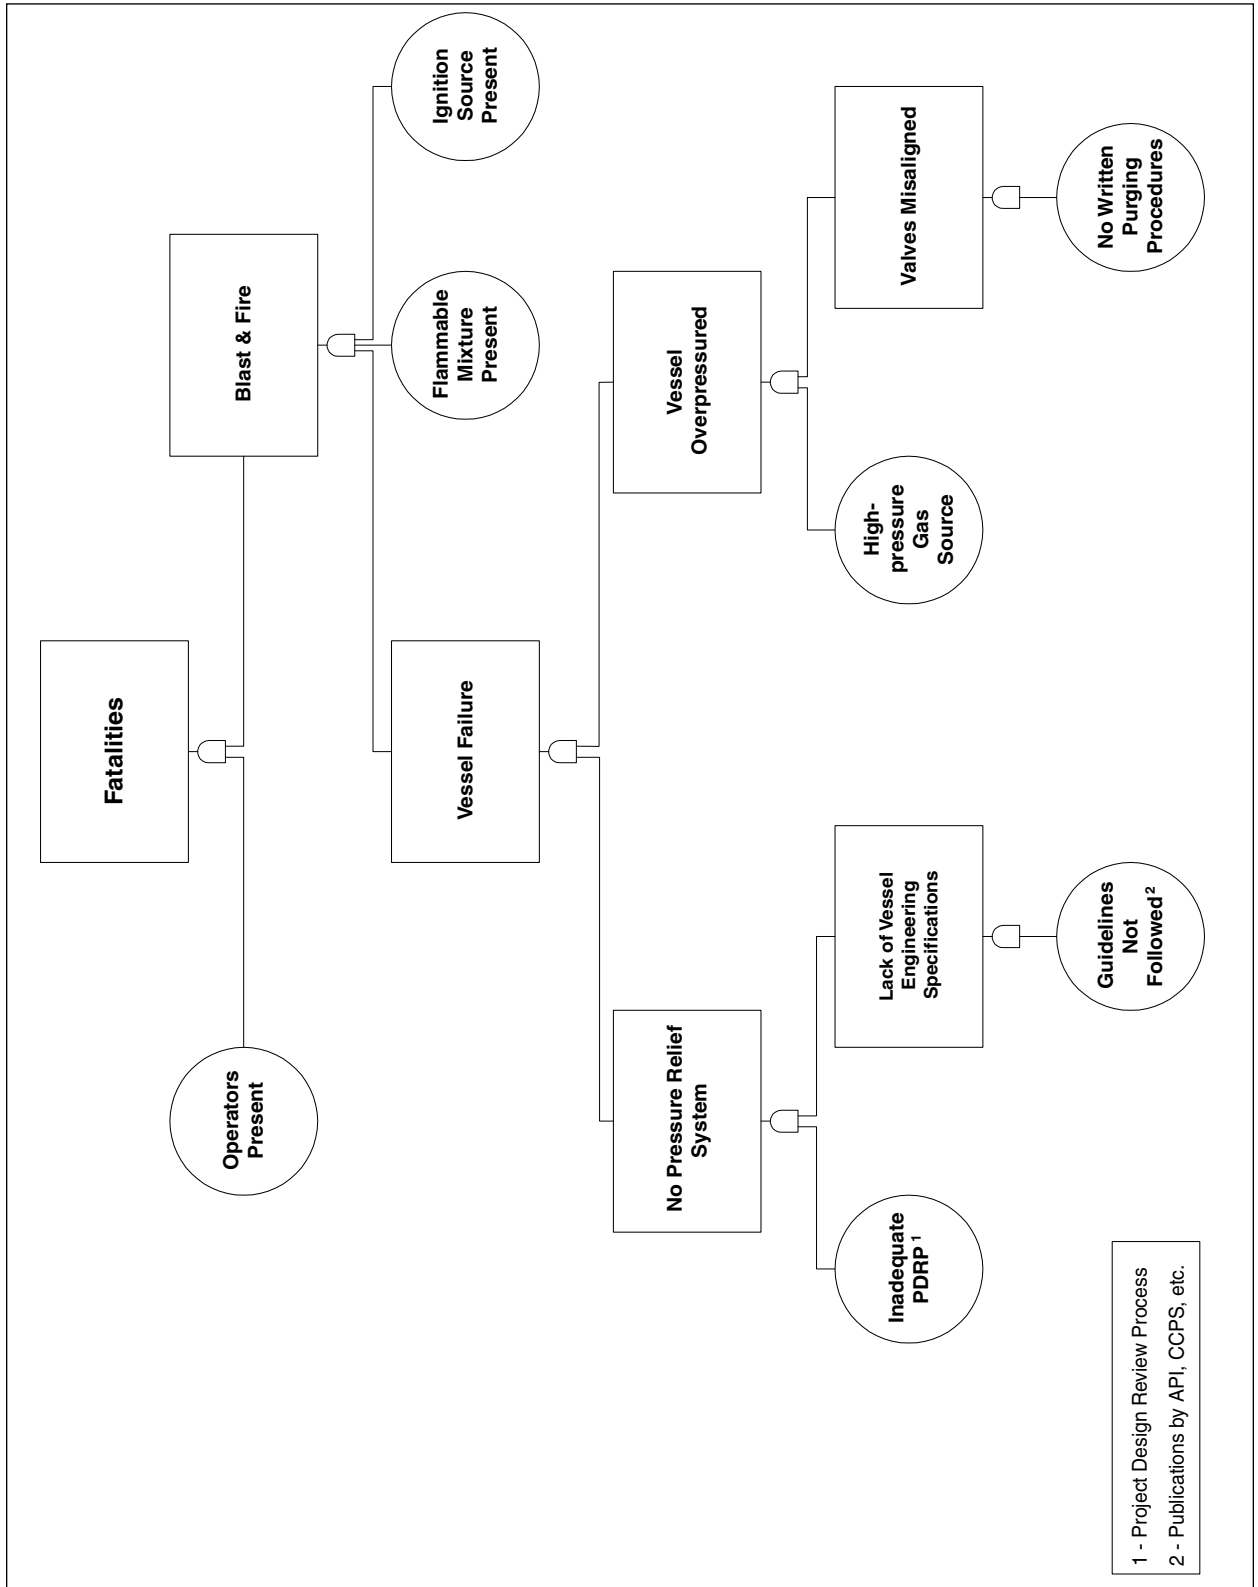 Fatalities
Operators
Present
Blast & Fire
Vessel Failure
Flammable
Mixture
Present
Ignition
Source
Present
No Pressure Relief
System
Vessel
Overpressured
Inadequate
PDRP¹
Lack of Vessel
Engineering
Specifications
High-
pressure
Gas
Source
Valves Misaligned
Guidelines
Not
Followed²
No Written
Purging
Procedures
1 - Project Design Review Process
2 - Publications by API, CCPS, etc.